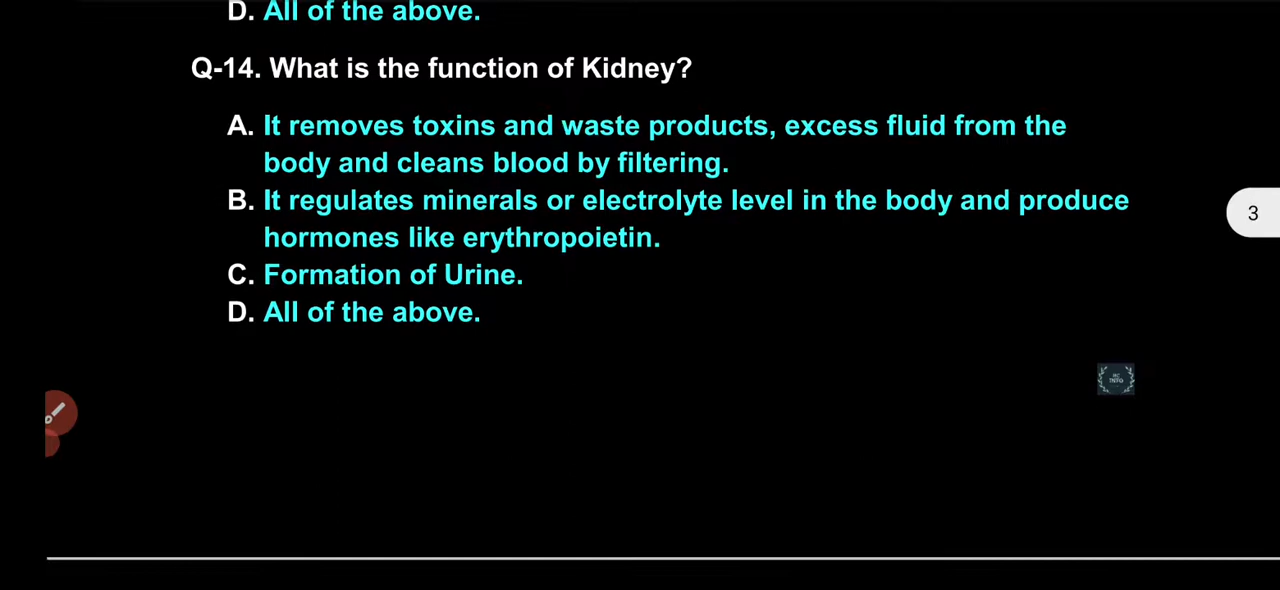 D. All of the above.
Q-14. What is the function of Kidney?
A. It removes toxins and waste products, excess fluid from the
body and cleans blood by filtering.
B. It regulates minerals or electrolyte level in the body and produce
hormones like erythropoietin.
3
C. Formation of Urine.
D. All of the above.
INFO